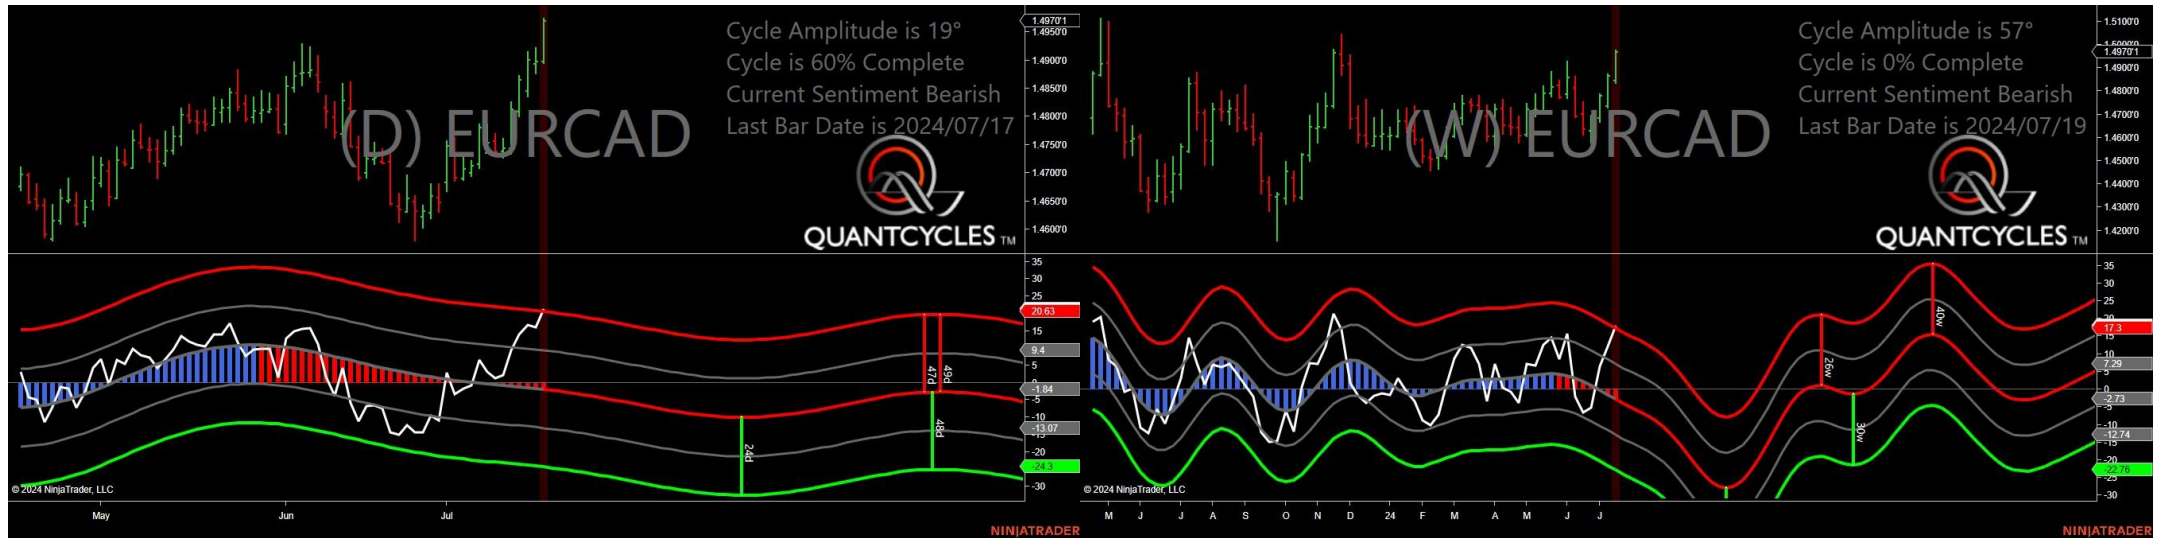 Cycle Amplitude is 19°
Cycle is 60% Complete
Current Sentiment Bearish
Last Bar Date is 2024/07/17
(D) EURCAD
QUANTCYCLES TM
1.4970'1
1.4950'0
1.4900'0
1.4850'0
1.4800'0
1.4750'0
1.4700'0
1.4650'0
1.4600'0
35
30
25
20.63
15
9.4
5
-1.84
-5
-10
-13.07
-20
-24.3
-30
24d
47d
49d
48d
© 2024 NinjaTrader, LLC
May
Jun
Jul
NINJATRADER
Cycle Amplitude is 57°
Cycle is 0% Complete
Current Sentiment Bearish
Last Bar Date is 2024/07/19
(W) EURCAD
QUANTCYCLES TM
1.5100'0
1.4970'1
1.4900'0
1.4800'0
1.4700'0
1.4600'0
1.4500'0
1.4400'0
1.4300'0
1.4200'0
35
30
25
17.3
15
10
7.29
0
-2.73
-5
-12.74
-15
-22.76
-25
-30
26w
30w
40w
© 2024 NinjaTrader, LLC
M
J
J
A
S
O
N
D
24
F
M
A
M
J
J
NINJATRADER